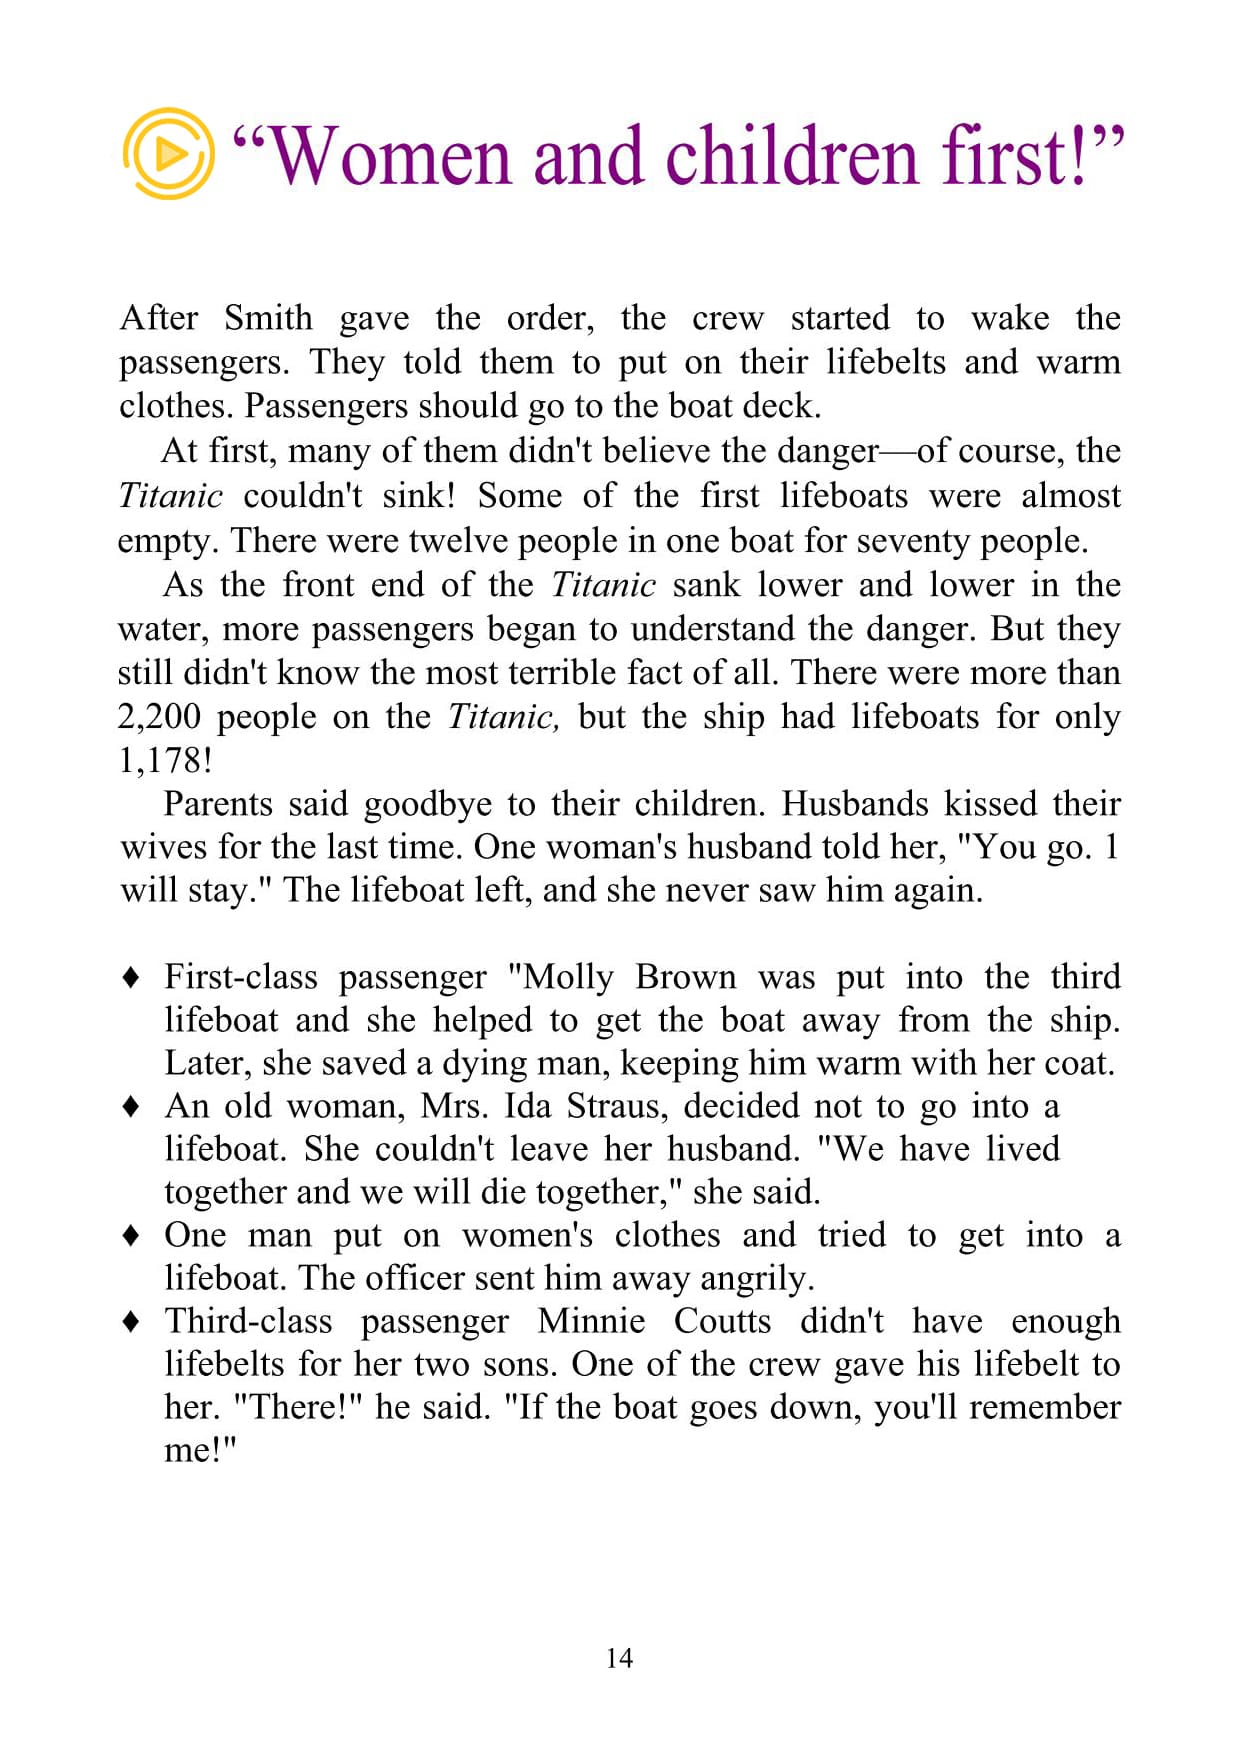 “Women and children first!”
After Smith gave the order, the crew started to wake the
passengers. They told them to put on their lifebelts and warm
clothes. Passengers should go to the boat deck.
At first, many of them didn't believe the danger—of course, the
Titanic couldn't sink! Some of the first lifeboats were almost
empty. There were twelve people in one boat for seventy people.
As the front end of the Titanic sank lower and lower in the
water, more passengers began to understand the danger. But they
still didn't know the most terrible fact of all. There were more than
2,200 people on the Titanic, but the ship had lifeboats for only
1,178!
Parents said goodbye to their children. Husbands kissed their
wives for the last time. One woman's husband told her, "You go. 1
will stay." The lifeboat left, and she never saw him again.
♦ First-class passenger "Molly Brown was put into the third
lifeboat and she helped to get the boat away from the ship.
Later, she saved a dying man, keeping him warm with her coat.
♦ An old woman, Mrs. Ida Straus, decided not to go into a
lifeboat. She couldn't leave her husband. "We have lived
together and we will die together," she said.
♦ One man put on women's clothes and tried to get into a
lifeboat. The officer sent him away angrily.
♦ Third-class passenger Minnie Coutts didn't have enough
lifebelts for her two sons. One of the crew gave his lifebelt to
her. "There!" he said. "If the boat goes down, you'll remember
me!"
14